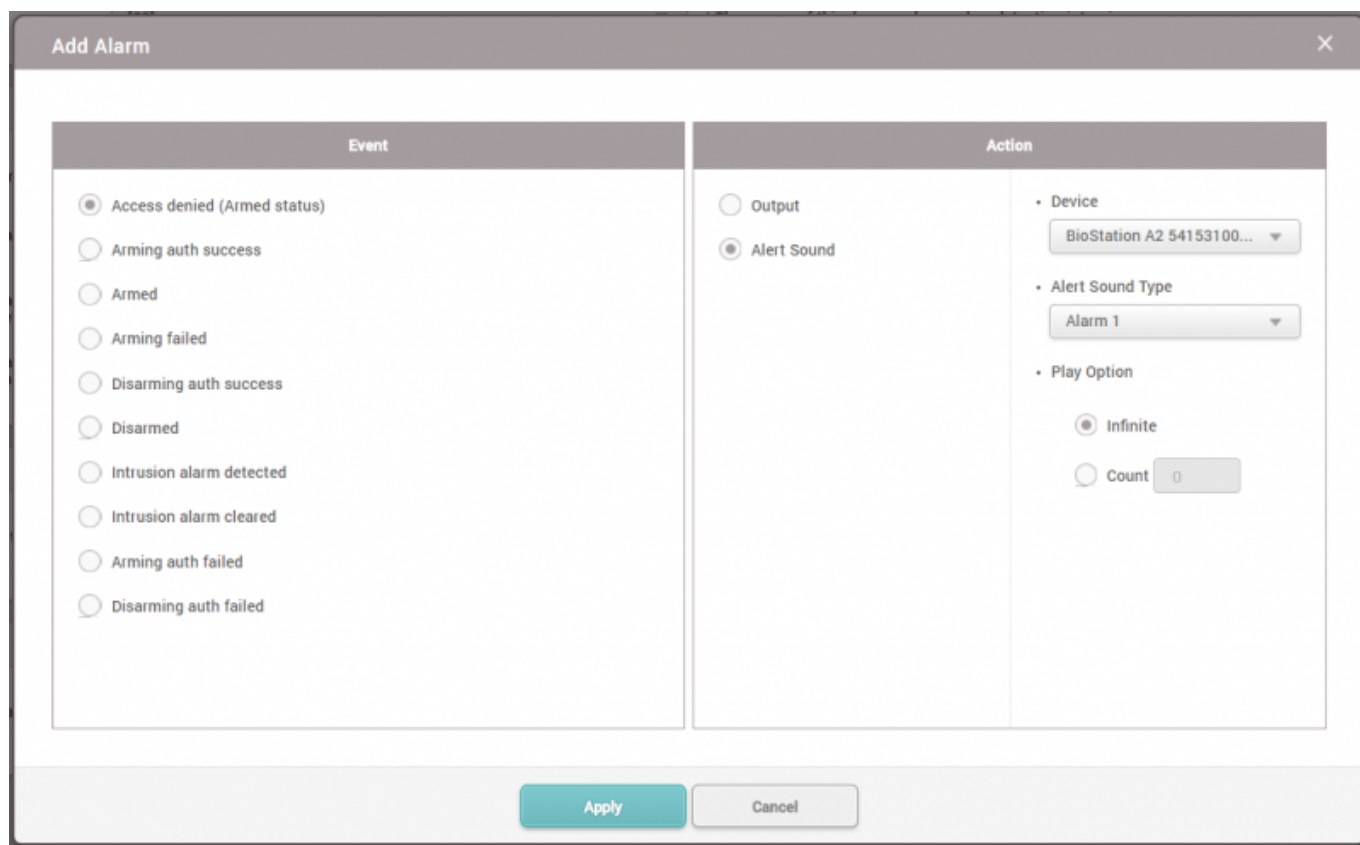 Add Alarm
Event
Action
Access denied (Armed status)
Arming auth success
Armed
Arming failed
Disarming auth success
Disarmed
Intrusion alarm detected
Intrusion alarm cleared
Arming auth failed
Disarming auth failed
Output
Alert Sound
• Device
BioStation A2 54153100...
• Alert Sound Type
Alarm 1
• Play Option
Infinite
Count 0
Apply
Cancel